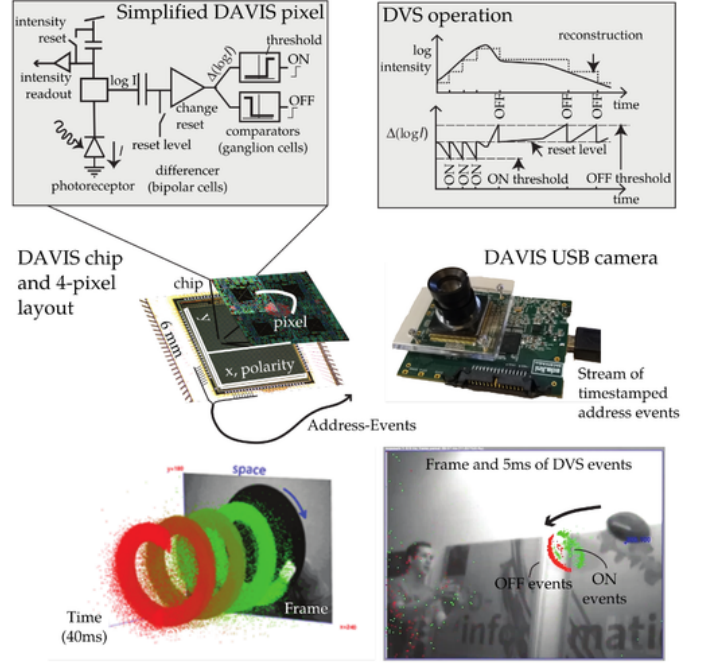 Simplified DAVIS pixel
intensity
reset
intensity
readout
log I
Δ(logI)
threshold
ON
OFF
change
reset
reset level
comparators
(ganglion cells)
I
photoreceptor
differencer
(bipolar cells)
DVS operation
log
intensity
reconstruction
OFF
OFF
OFF
time
Δ(logI)
reset level
ON
ON
ON
ON threshold
OFF threshold
time
DAVIS chip
and 4-pixel
layout
chip
pixel
y
6 mm
x, polarity
Address-Events
DAVIS USB camera
Stream of
timestamped
address events
space
Time
(40ms)
Frame
Frame and 5ms of DVS events
OFF events
ON
events
info
mati